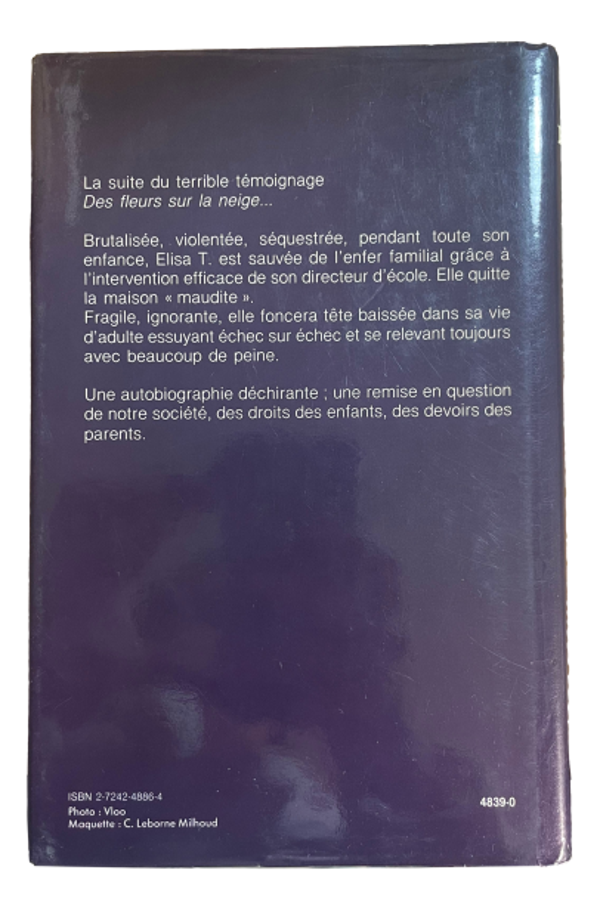 La suite du terrible témoignage
Des fleurs sur la neige...
Brutalisée, violentée, séquestrée, pendant toute son
enfance, Elisa T. est sauvée de l'enfer familial grâce à
l'intervention efficace de son directeur d'école. Elle quitte
la maison « maudite ».
Fragile, ignorante, elle foncera tête baissée dans sa vie
d'adulte essuyant échec sur échec et se relevant toujours
avec beaucoup de peine.
Une autobiographie déchirante ; une remise en question
de notre société, des droits des enfants, des devoirs des
parents.
ISBN 2-7242-4886-4
Photo : Vloo
Maquette : C. Leborne Milhoud
4839-0